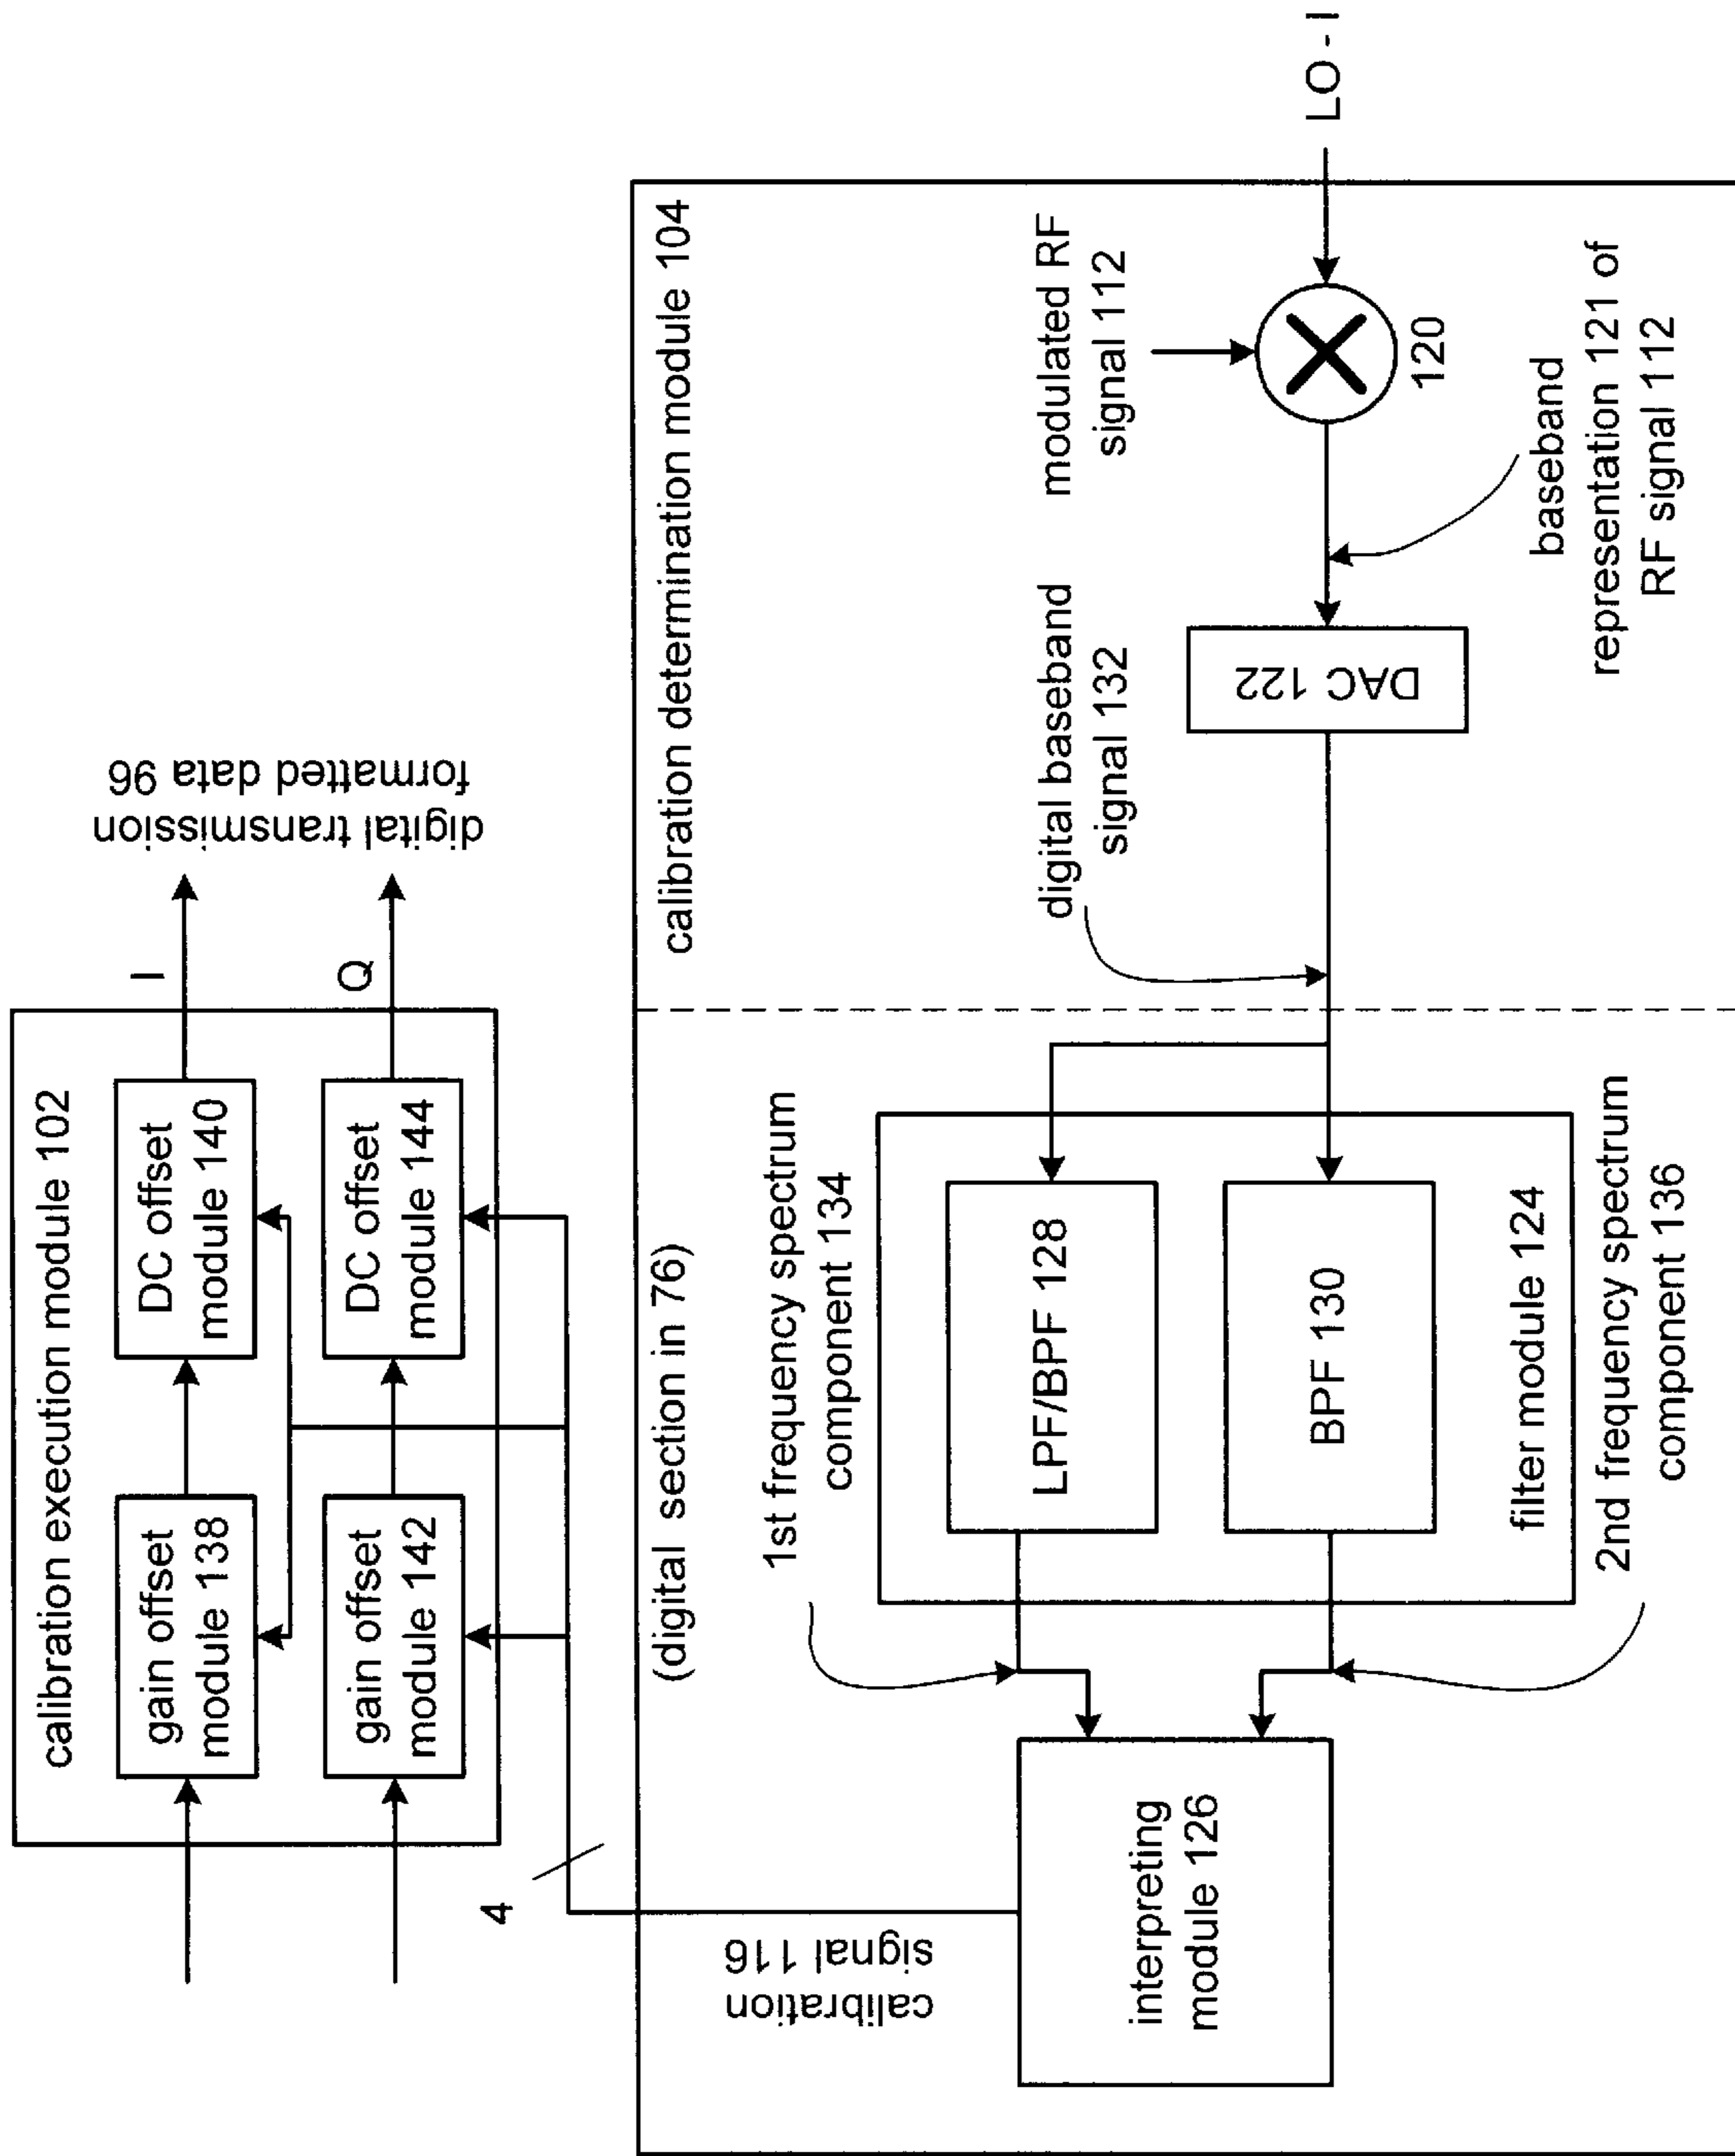 calibration execution module 102
gain offset
module 138
DC offset
module 140
I
gain offset
module 142
DC offset
module 144
Q
digital transmission
formatted data 96
4
calibration
signal 116
(digital section in 76)
calibration determination module 104
1st frequency spectrum
component 134
digital baseband
signal 132
modulated RF
signal 112
interpreting
module 126
LPF/BPF 128
BPF 130
filter module 124
DAC 122
120
LO - I
2nd frequency spectrum
component 136
baseband
representation 121 of
RF signal 112